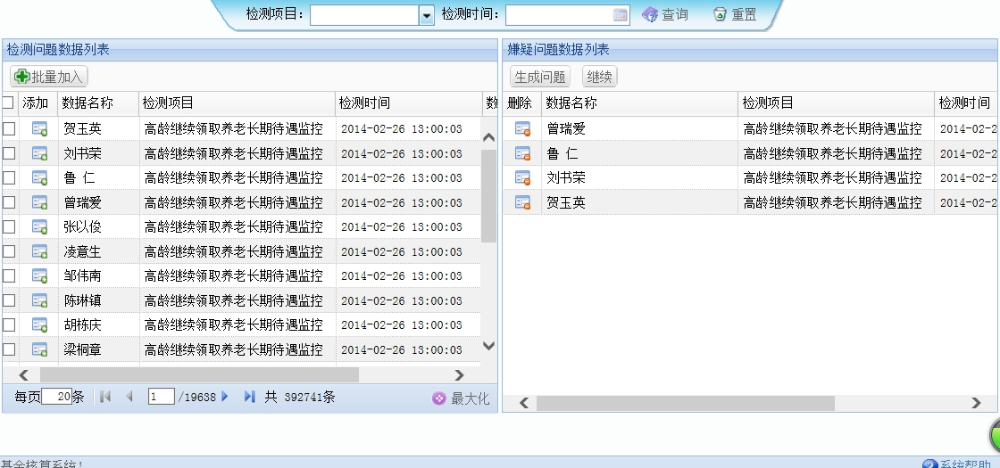 检测项目： 检测时间： 查询 重置
检测问题数据列表
批量加入
添加 数据名称 检测项目 检测时间 数
贺玉英 高龄继续领取养老长期待遇监控 2014-02-26 13:00:03
刘书荣 高龄继续领取养老长期待遇监控 2014-02-26 13:00:03
鲁 仁 高龄继续领取养老长期待遇监控 2014-02-26 13:00:03
曾瑞爱 高龄继续领取养老长期待遇监控 2014-02-26 13:00:03
张以俊 高龄继续领取养老长期待遇监控 2014-02-26 13:00:03
凌意生 高龄继续领取养老长期待遇监控 2014-02-26 13:00:03
邹伟南 高龄继续领取养老长期待遇监控 2014-02-26 13:00:03
陈琳镇 高龄继续领取养老长期待遇监控 2014-02-26 13:00:03
胡栋庆 高龄继续领取养老长期待遇监控 2014-02-26 13:00:03
梁桐章 高龄继续领取养老长期待遇监控 2014-02-26 13:00:03
每页 20条 1 /19638 共 392741条 最大化
嫌疑问题数据列表
生成问题 继续
删除 数据名称 检测项目 检测时间
曾瑞爱 高龄继续领取养老长期待遇监控 2014-02-2
鲁 仁 高龄继续领取养老长期待遇监控 2014-02-2
刘书荣 高龄继续领取养老长期待遇监控 2014-02-2
贺玉英 高龄继续领取养老长期待遇监控 2014-02-2
基金核算系统! 系统帮助